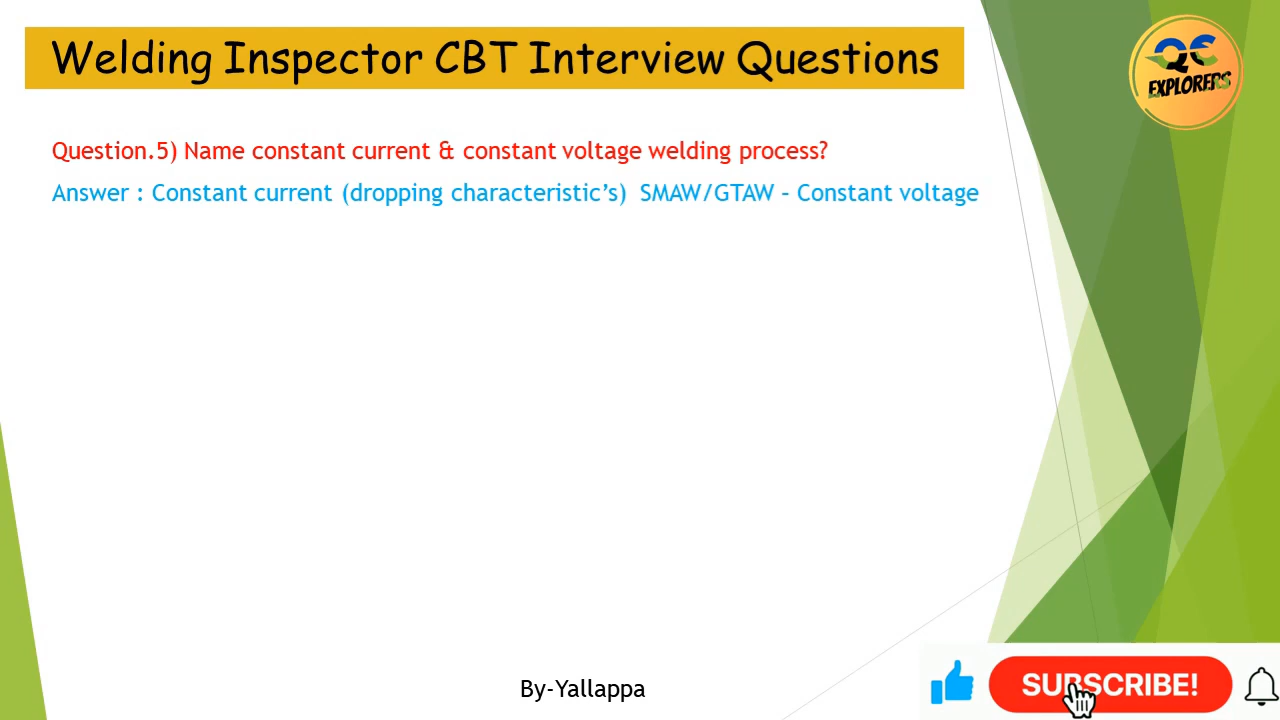 Welding Inspector CBT Interview Questions
QC
EXPLORERS
Question.5) Name constant current & constant voltage welding process?
Answer : Constant current (dropping characteristic’s) SMAW/GTAW – Constant voltage
By-Yallappa
SUBSCRIBE!